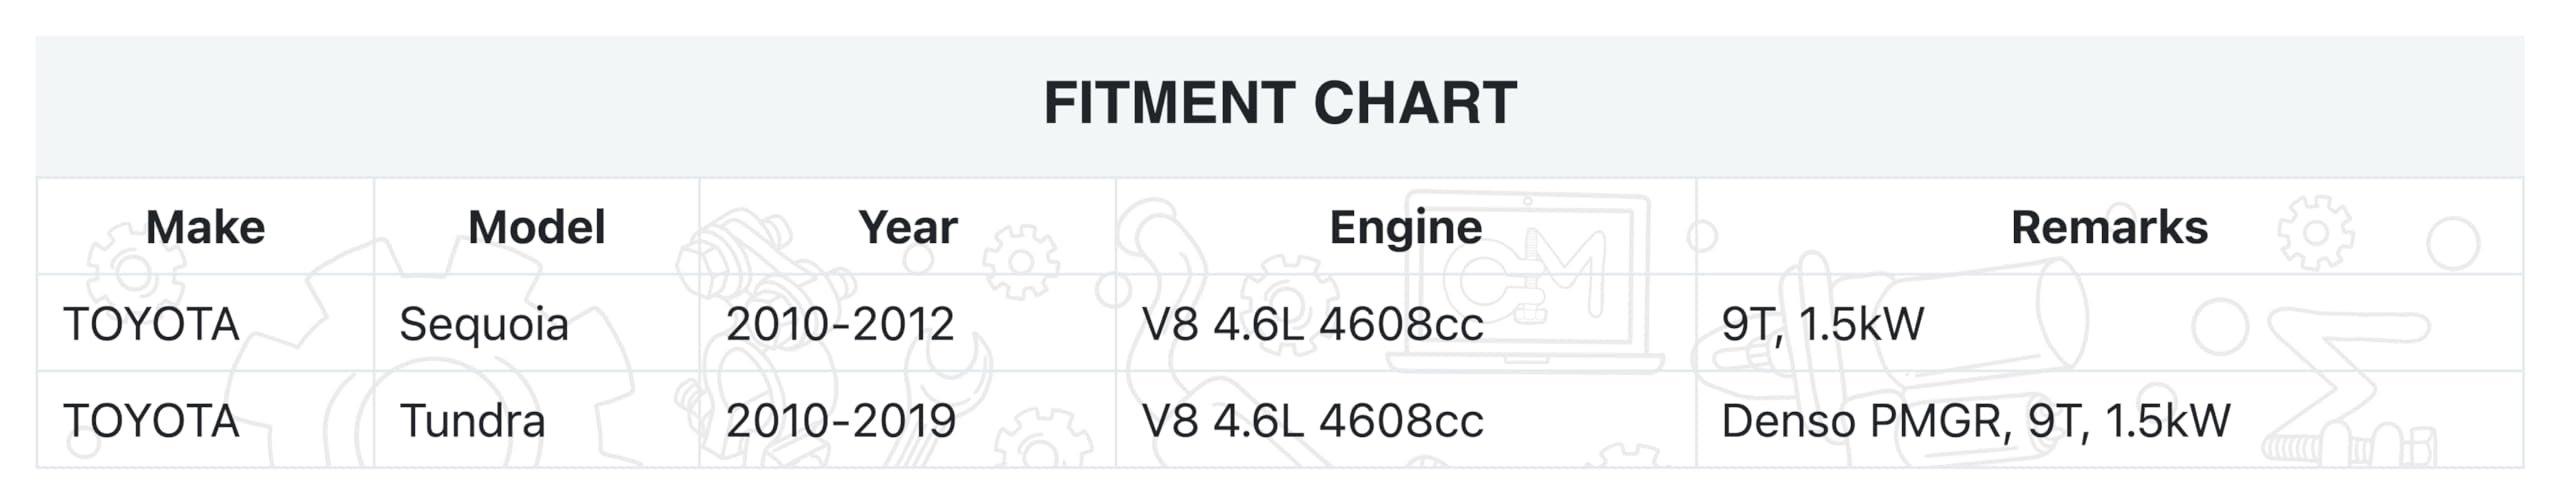 FITMENT CHART
Make Model Year Engine Remarks
TOYOTA Sequoia 2010-2012 V8 4.6L 4608cc 9T, 1.5kW
TOYOTA Tundra 2010-2019 V8 4.6L 4608cc Denso PMGR, 9T, 1.5kW